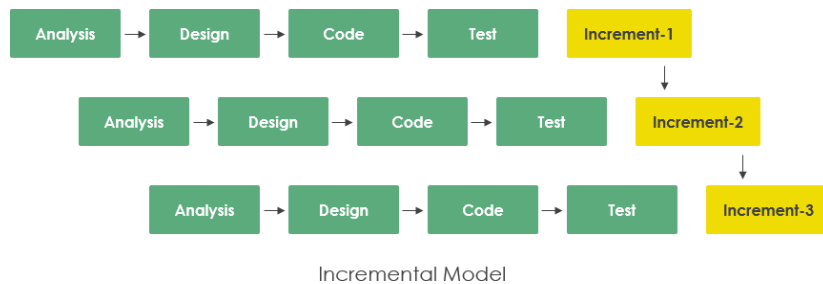 Analysis Design Code Test Increment-1
Analysis Design Code Test Increment-2
Analysis Design Code Test Increment-3
Incremental Model